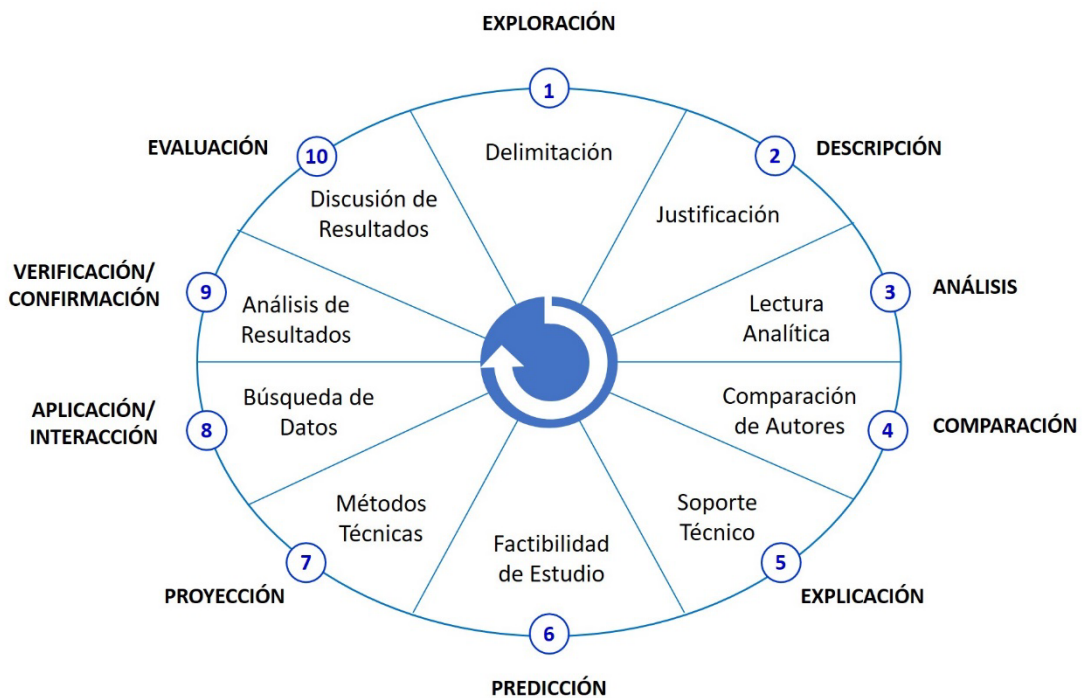 EXPLORACIÓN
1
Delimitación
2
DESCRIPCIÓN
Justificación
3
ANÁLISIS
Lectura
Analítica
4
COMPARACIÓN
Comparación
de Autores
5
EXPLICACIÓN
Soporte
Técnico
6
PREDICCIÓN
Factibilidad
de Estudio
7
PROYECCIÓN
Métodos
Técnicas
8
APLICACIÓN/
INTERACCIÓN
Búsqueda de
Datos
9
VERIFICACIÓN/
CONFIRMACIÓN
Análisis de
Resultados
10
EVALUACIÓN
Discusión de
Resultados